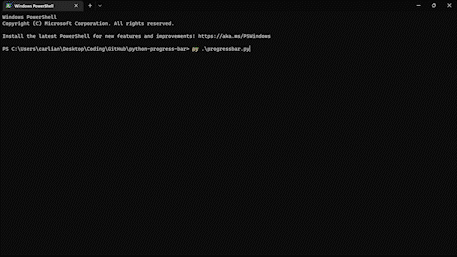 Windows PowerShell
Windows PowerShell
Copyright (C) Microsoft Corporation. All rights reserved.
Install the latest PowerShell for new features and improvements! https://aka.ms/PSWindows
PS C:\Users\carlian\Desktop\Coding\GitHub\python-progress-bar> py .\progressbar.py